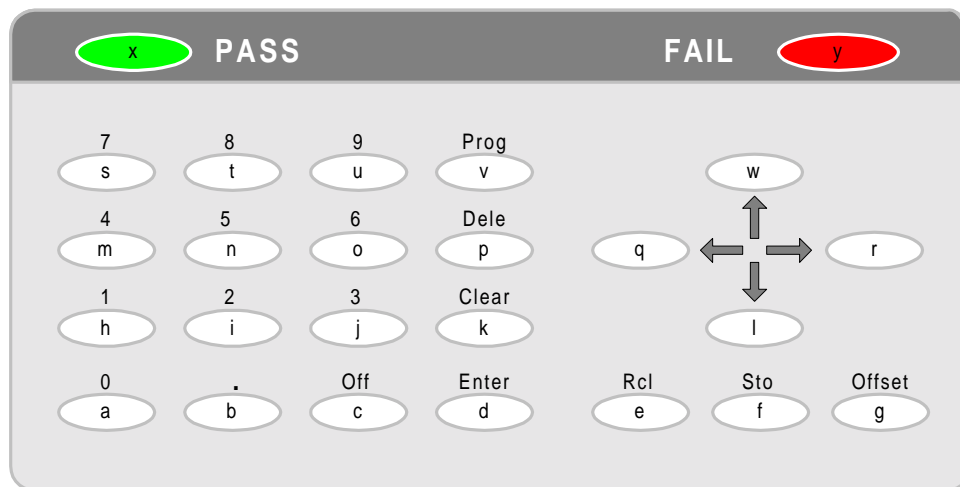 x PASS FAIL y
7 8 9 Prog
s t u v w
4 5 6 Dele
m n o p q r
1 2 3 Clear
h i j k l
0 . Off Enter Rcl Sto Offset
a b c d e f g